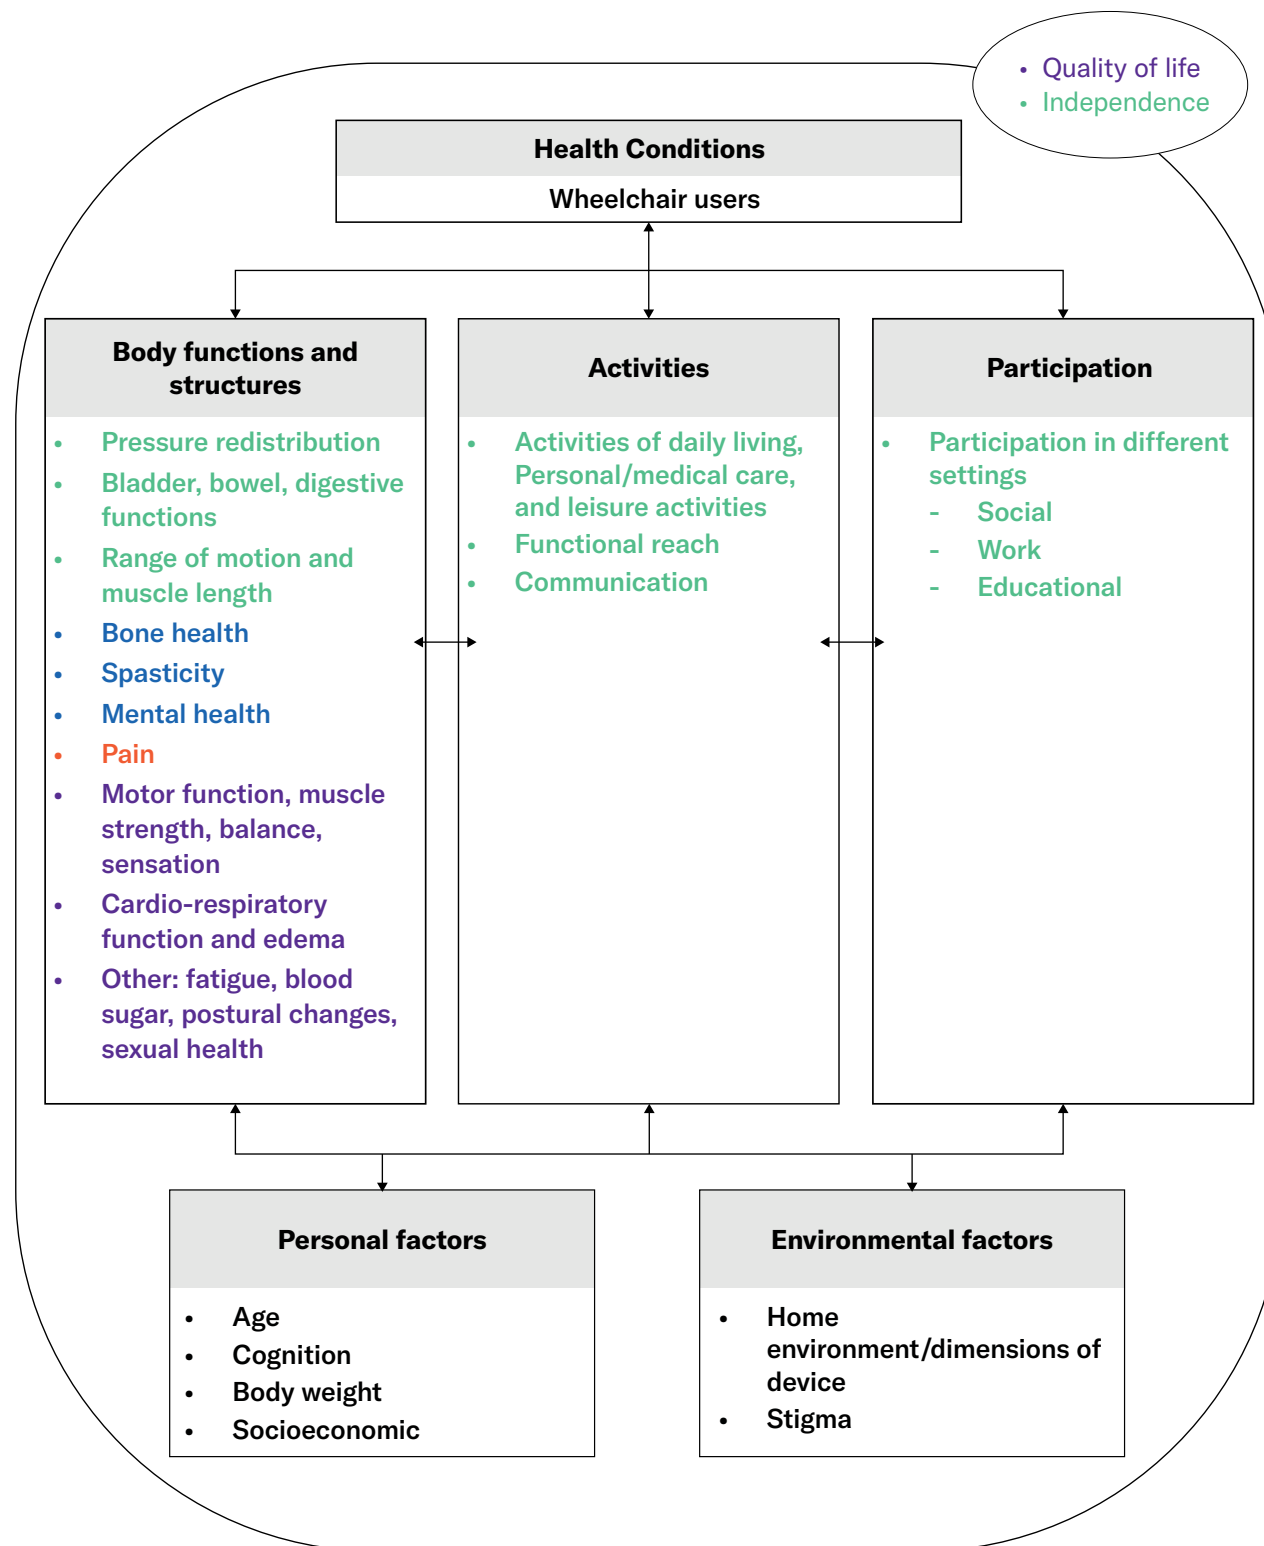 • Quality of life
• Independence
Health Conditions
Wheelchair users
Body functions and
structures
• Pressure redistribution
• Bladder, bowel, digestive
functions
• Range of motion and
muscle length
• Bone health
• Spasticity
• Mental health
• Pain
• Motor function, muscle
strength, balance,
sensation
• Cardio-respiratory
function and edema
• Other: fatigue, blood
sugar, postural changes,
sexual health
Activities
• Activities of daily living,
Personal/medical care,
and leisure activities
• Functional reach
• Communication
Participation
• Participation in different
settings
- Social
- Work
- Educational
Personal factors
• Age
• Cognition
• Body weight
• Socioeconomic
Environmental factors
• Home
environment/dimensions of
device
• Stigma